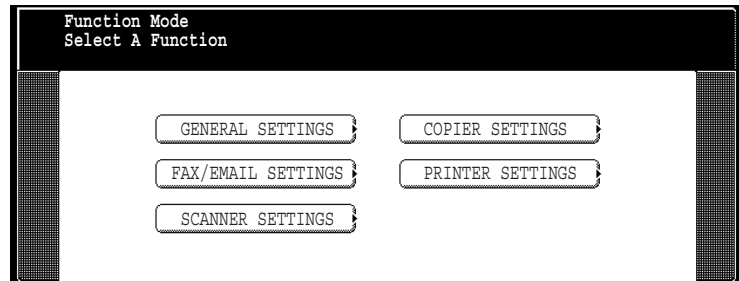 Function Mode
Select A Function
GENERAL SETTINGS
COPIER SETTINGS
FAX/EMAIL SETTINGS
PRINTER SETTINGS
SCANNER SETTINGS